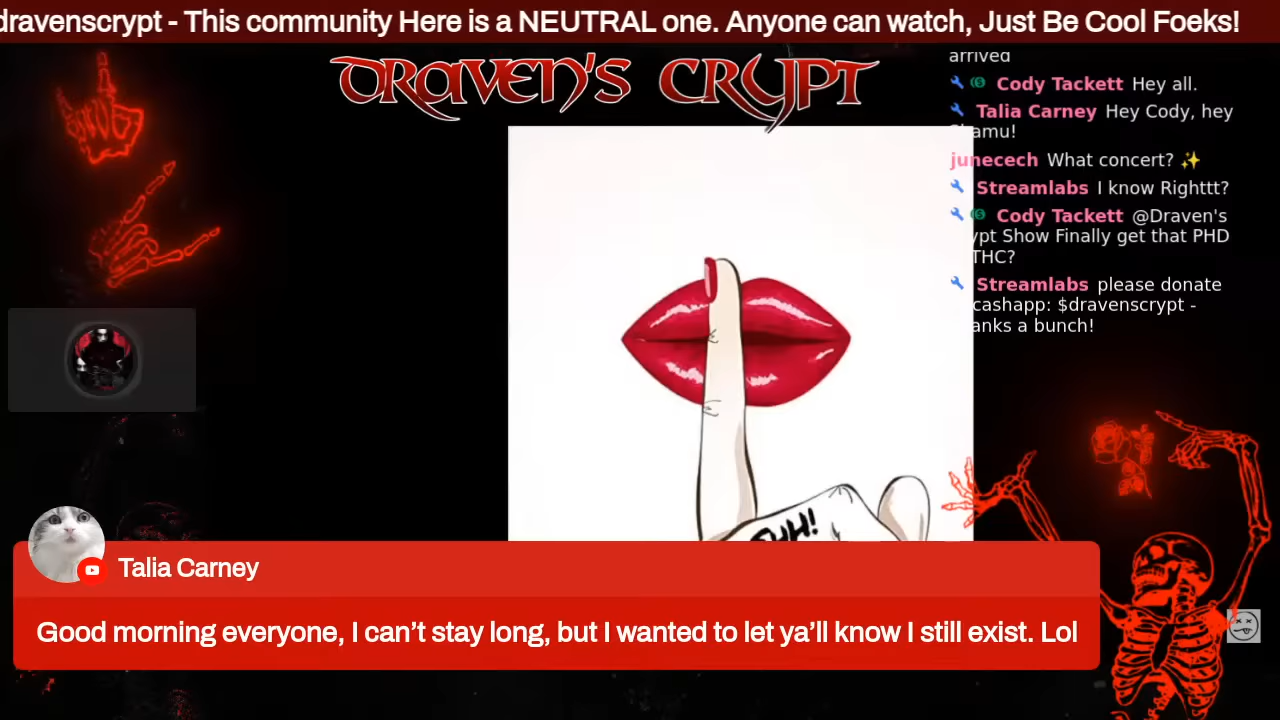 dravenscrypt - This community Here is a NEUTRAL one. Anyone can watch, Just Be Cool Foeks!
DRAVEN'S CRYPT
arrived
Cody Tackett Hey all.
Talia Carney Hey Cody, hey
amu!
junecech What concert? ✨
Streamlabs I know Righttt?
Cody Tackett @Draven's
ypt Show Finally get that PHD
THC?
Streamlabs please donate
cashapp: $dravenscrypt -
anks a bunch!
SHH!
Talia Carney
Good morning everyone, I can't stay long, but I wanted to let ya'll know I still exist. Lol